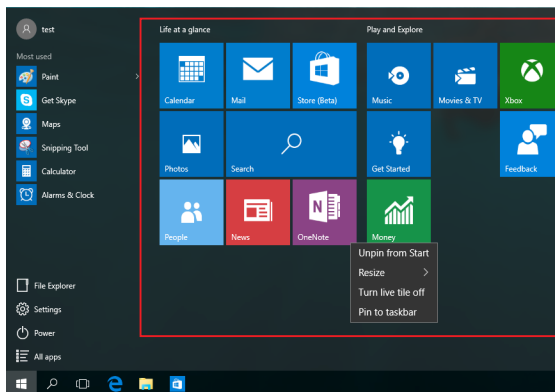 test
Most used
Paint
Get Skype
Maps
Snipping Tool
Calculator
Alarms & Clock
File Explorer
Settings
Power
All apps
Life at a glance
Play and Explore
Calendar
Mail
Store (Beta)
Music
Movies & TV
Xbox
Photos
Search
Get Started
Feedback
People
News
OneNote
Money
Unpin from Start
Resize
Turn live tile off
Pin to taskbar